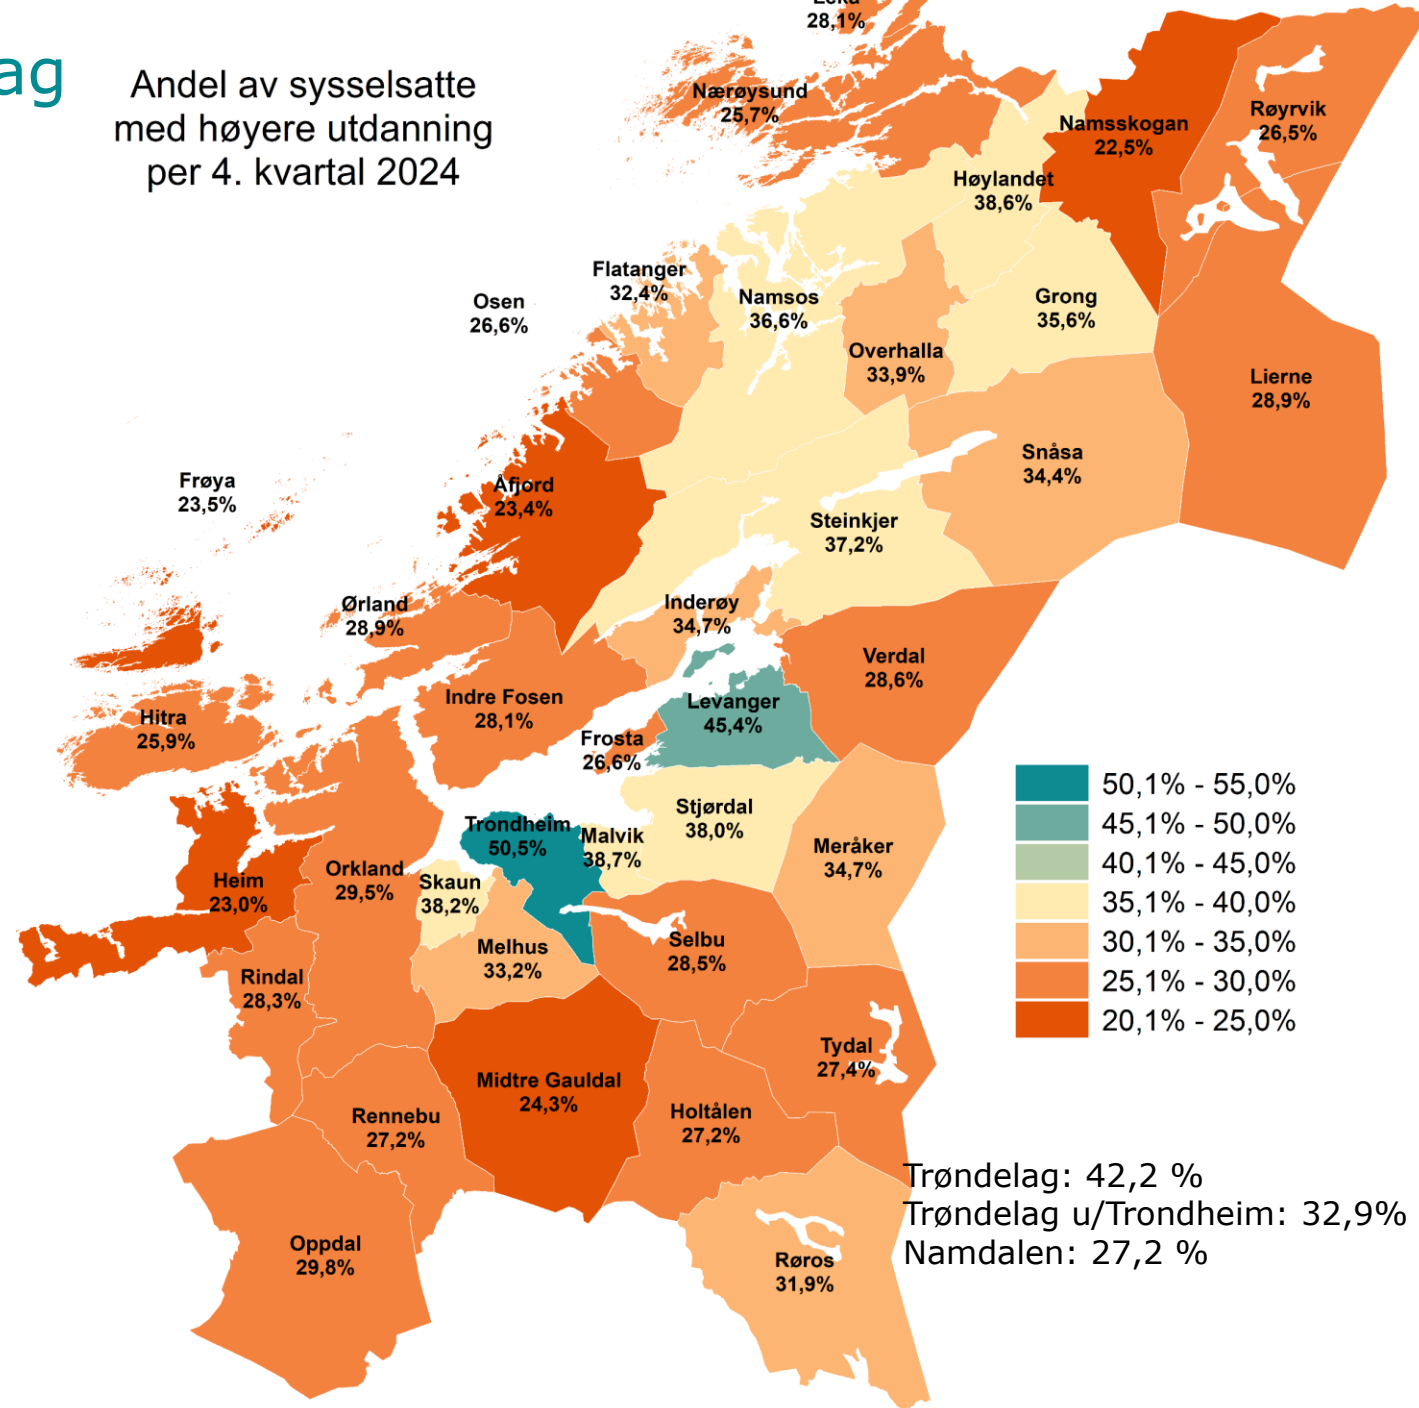 ag
Andel av sysselsatte
med høyere utdanning
per 4. kvartal 2024
Leka
28,1%
Nærøysund
25,7%
Namsskogan
22,5%
Røyrvik
26,5%
Høylandet
38,6%
Flatanger
32,4%
Osen
26,6%
Namsos
36,6%
Grong
35,6%
Overhalla
33,9%
Lierne
28,9%
Snåsa
34,4%
Frøya
23,5%
Åfjord
23,4%
Steinkjer
37,2%
Ørland
28,9%
Inderøy
34,7%
Verdal
28,6%
Indre Fosen
28,1%
Levanger
45,4%
Hitra
25,9%
Frosta
26,6%
Stjørdal
38,0%
Trondheim
50,5%
Malvik
38,7%
Meråker
34,7%
Orkland
29,5%
Skaun
38,2%
Heim
23,0%
Melhus
33,2%
Selbu
28,5%
Rindal
28,3%
Tydal
27,4%
Midtre Gauldal
24,3%
Rennebu
27,2%
Holtålen
27,2%
Oppdal
29,8%
Røros
31,9%
50,1% - 55,0%
45,1% - 50,0%
40,1% - 45,0%
35,1% - 40,0%
30,1% - 35,0%
25,1% - 30,0%
20,1% - 25,0%
Trøndelag: 42,2 %
Trøndelag u/Trondheim: 32,9%
Namdalen: 27,2 %